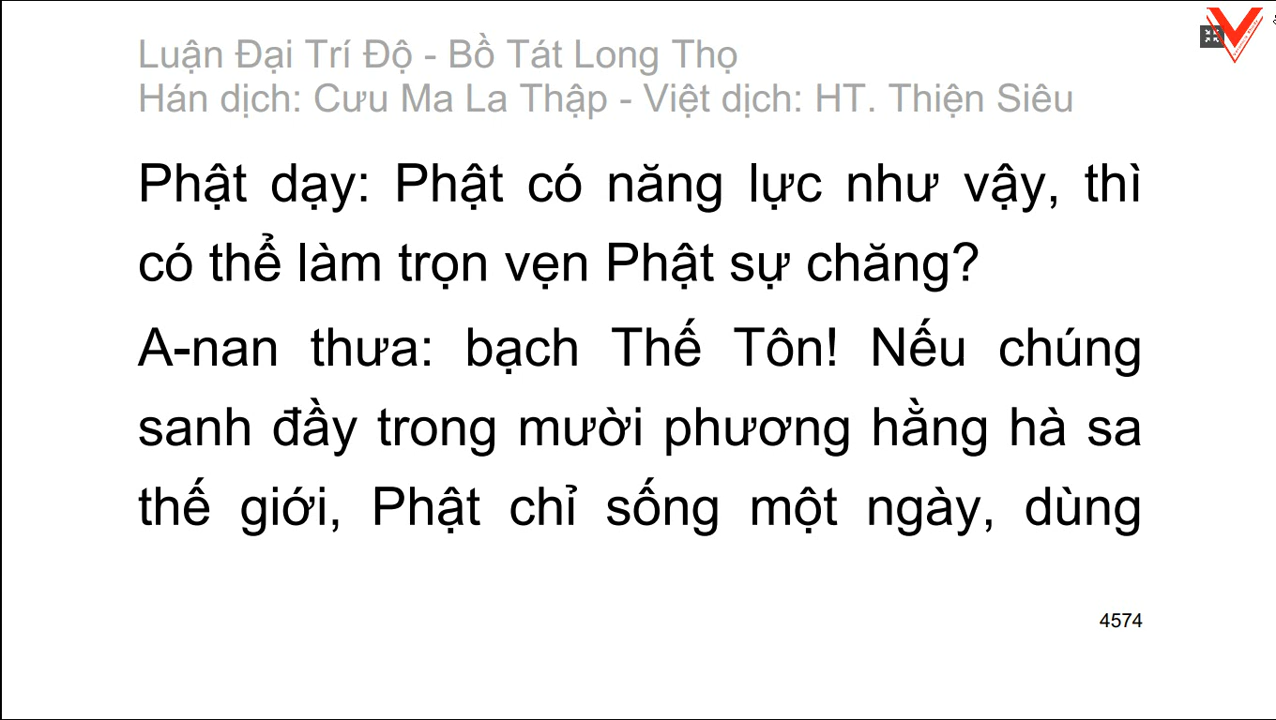 Luận Đại Trí Độ - Bồ Tát Long Thọ
Hán dịch: Cưu Ma La Thập - Việt dịch: HT. Thiện Siêu
Phật dạy: Phật có năng lực như vậy, thì
có thể làm trọn vẹn Phật sự chăng?
A-nan thưa: bạch Thế Tôn! Nếu chúng
sanh đầy trong mười phương hằng hà sa
thế giới, Phật chỉ sống một ngày, dùng
4574